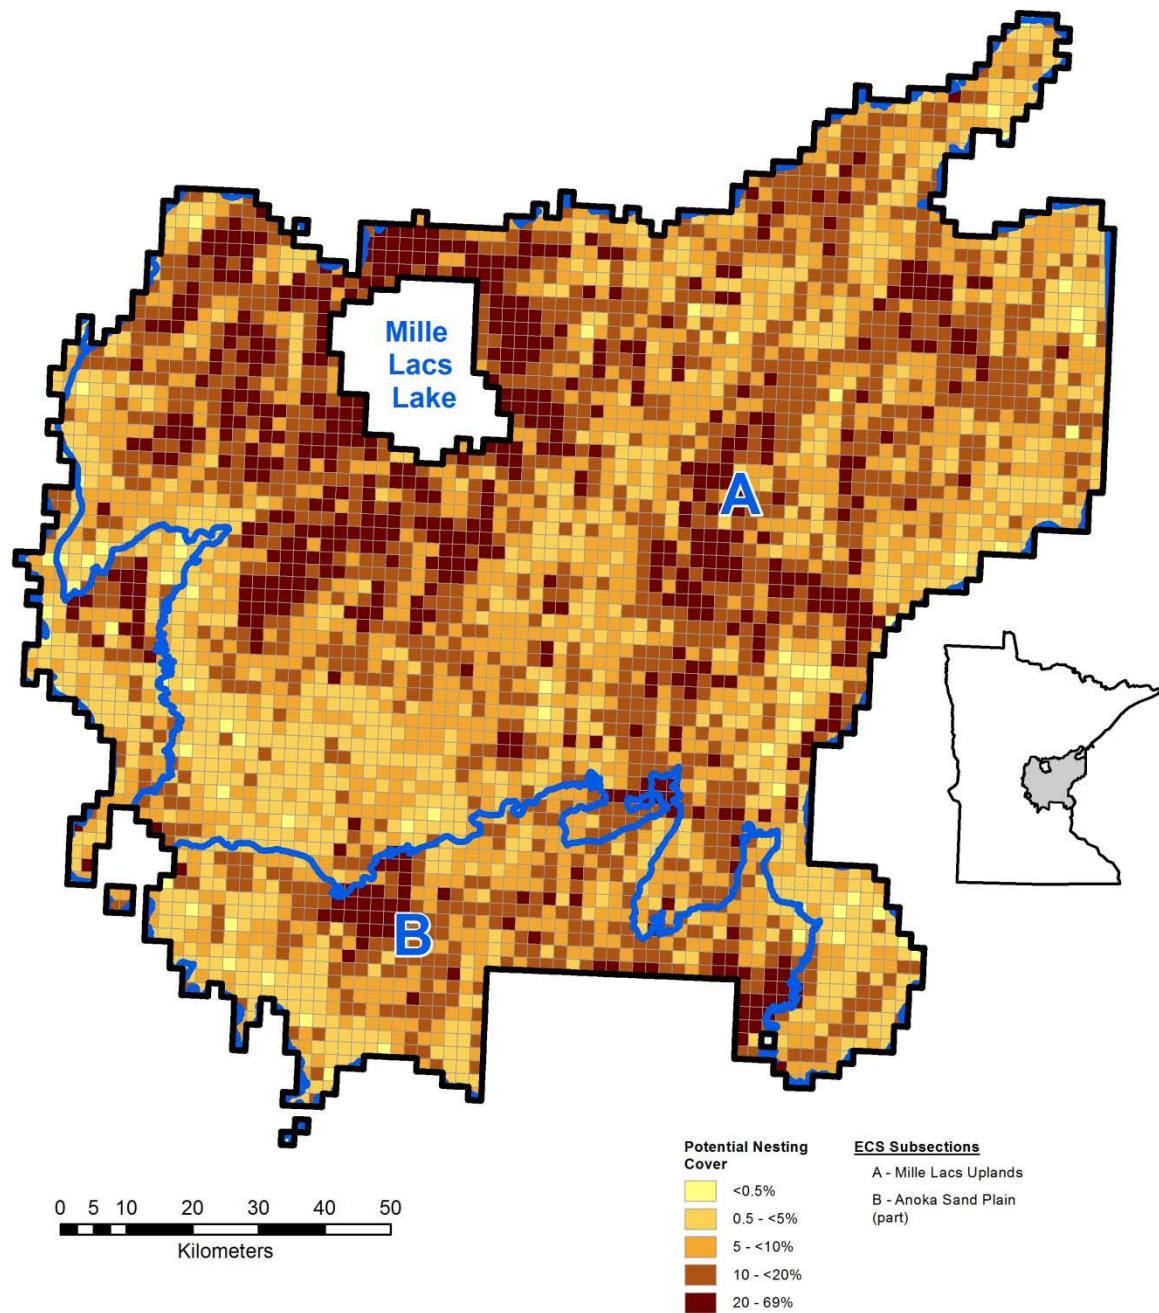 Mille
Lacs
Lake
A
B
Potential Nesting
Cover
<0.5%
0.5 - <5%
5 - <10%
10 - <20%
20 - 69%
ECS Subsections
A - Mille Lacs Uplands
B - Anoka Sand Plain
(part)
0 5 10 20 30 40 50
Kilometers